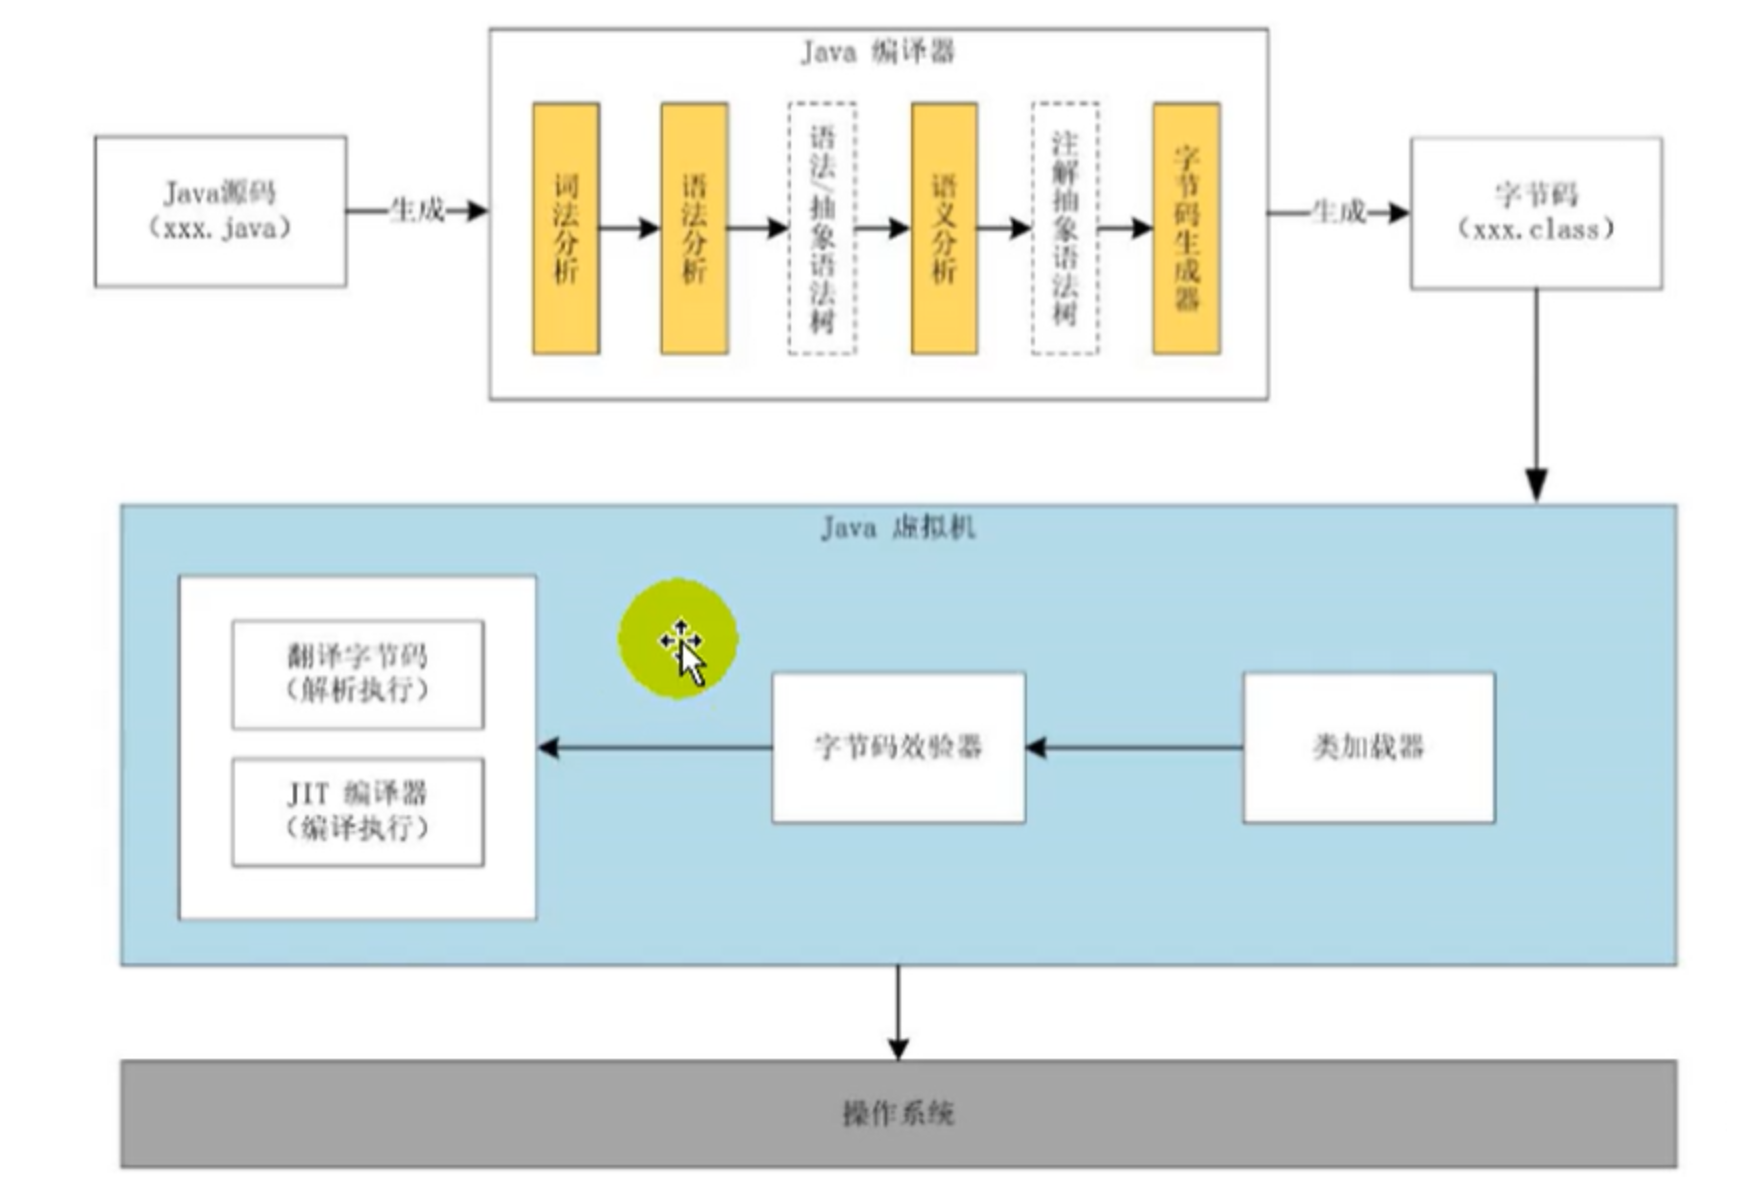 Java 编译器
Java源码
（xxx.java）
生成
词法分析
语法分析
语法/抽象语法树
语义分析
注解抽象语法树
字节码生成器
生成
字节码
（xxx.class）
Java 虚拟机
翻译字节码
（解析执行）
JIT 编译器
（编译执行）
字节码效验器
类加载器
操作系统